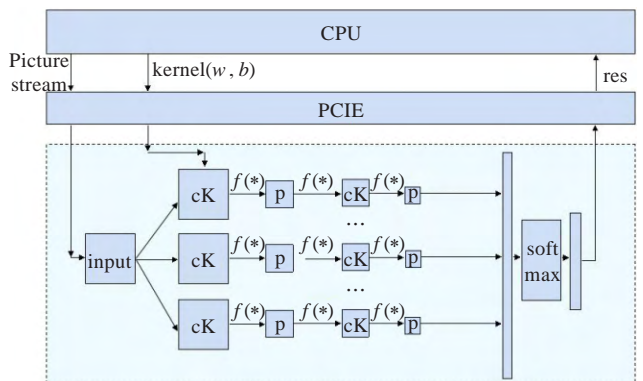 CPU
Picture
stream
kernel(w, b)
res
PCIE
cK f(*) p f(*) cK f(*) p
...
input cK f(*) p f(*) cK f(*) p
...
cK f(*) p f(*) cK f(*) p
soft
max